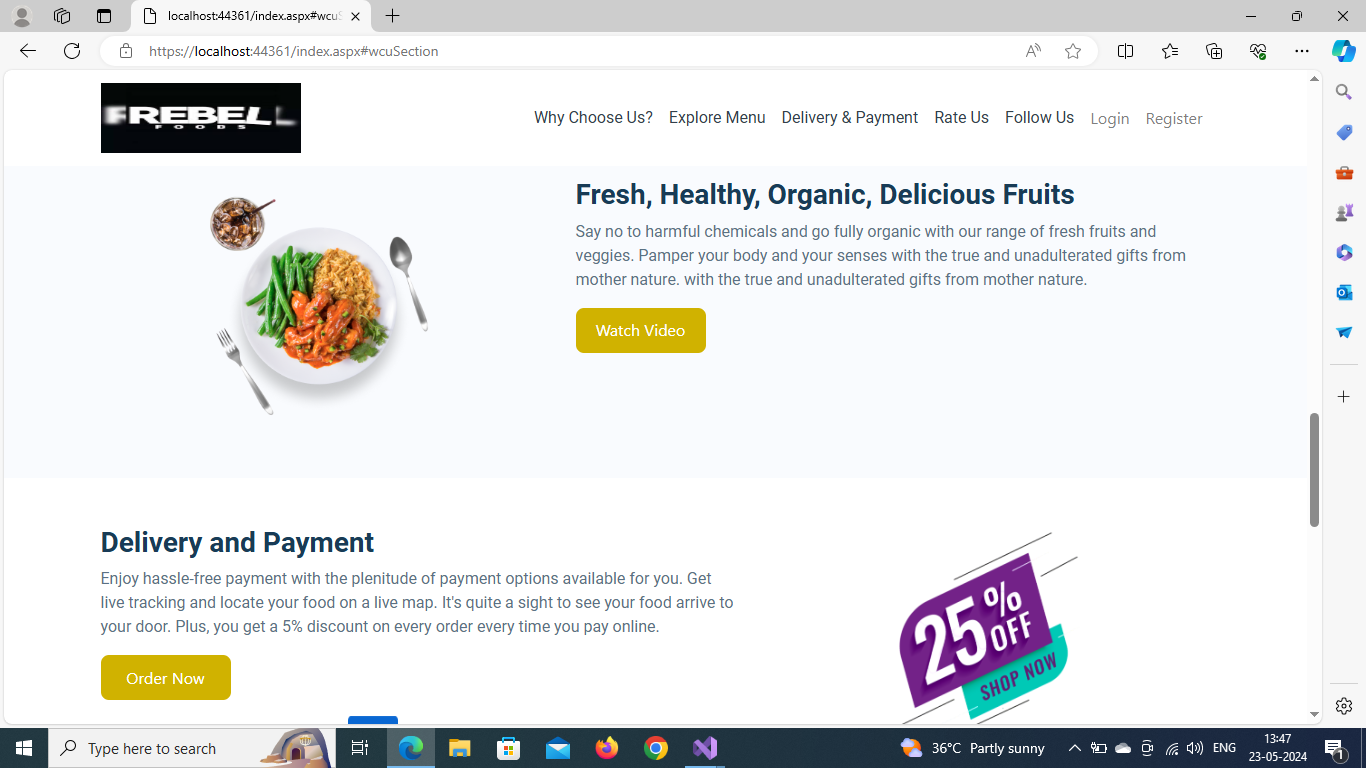 localhost:44361/index.aspx#wcuS
https://localhost:44361/index.aspx#wcuSection
FREBELL
FOODS
Why Choose Us?
Explore Menu
Delivery & Payment
Rate Us
Follow Us
Login
Register
Fresh, Healthy, Organic, Delicious Fruits
Say no to harmful chemicals and go fully organic with our range of fresh fruits and
veggies. Pamper your body and your senses with the true and unadulterated gifts from
mother nature. with the true and unadulterated gifts from mother nature.
Watch Video
Delivery and Payment
Enjoy hassle-free payment with the plenitude of payment options available for you. Get
live tracking and locate your food on a live map. It's quite a sight to see your food arrive to
your door. Plus, you get a 5% discount on every order every time you pay online.
Order Now
25% OFF
SHOP NOW
Type here to search
36°C Partly sunny
ENG
13:47
23-05-2024
1